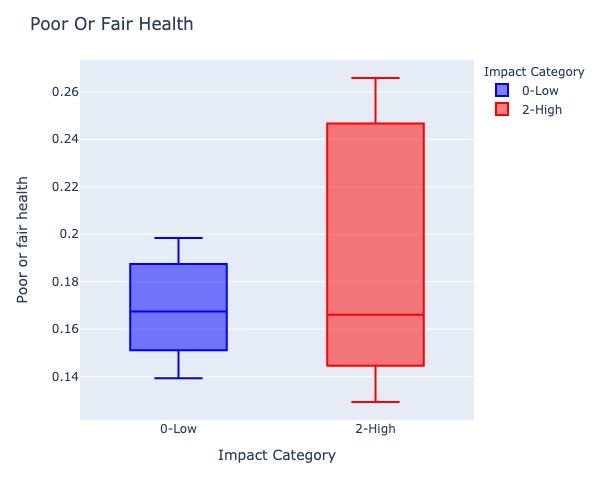 Poor Or Fair Health
Impact Category
0-Low
2-High
Poor or fair health
0.26
0.24
0.22
0.2
0.18
0.16
0.14
0-Low
2-High
Impact Category